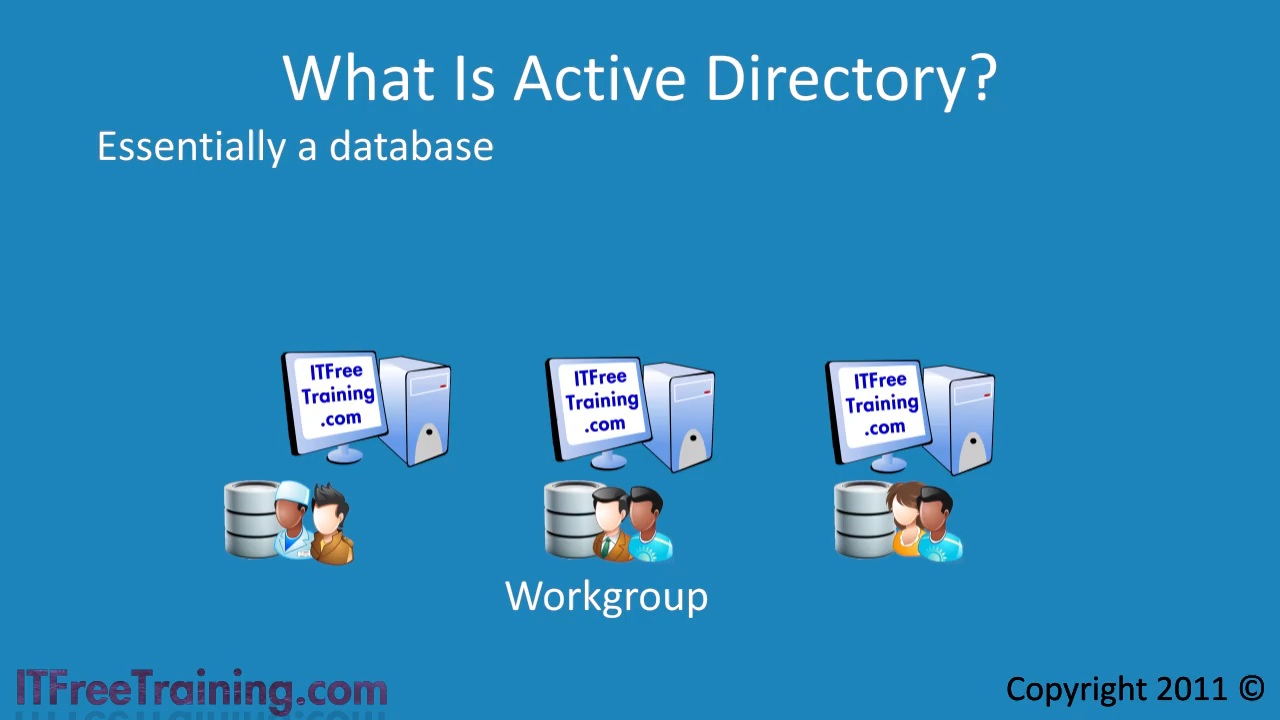 What Is Active Directory?
Essentially a database
ITFree
Training
.com
ITFree
Training
.com
ITFree
Training
.com
Workgroup
ITFreeTraining.com
Copyright 2011 ©